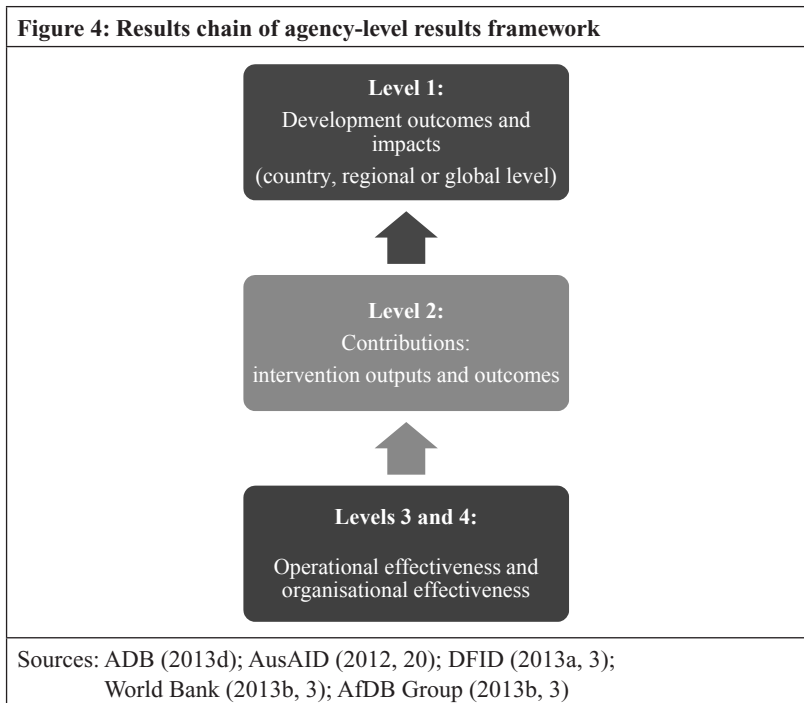 Figure 4: Results chain of agency-level results framework
Level 1:
Development outcomes and
impacts
(country, regional or global level)
Level 2:
Contributions:
intervention outputs and outcomes
Levels 3 and 4:
Operational effectiveness and
organisational effectiveness
Sources: ADB (2013d); AusAID (2012, 20); DFID (2013a, 3);
World Bank (2013b, 3); AfDB Group (2013b, 3)